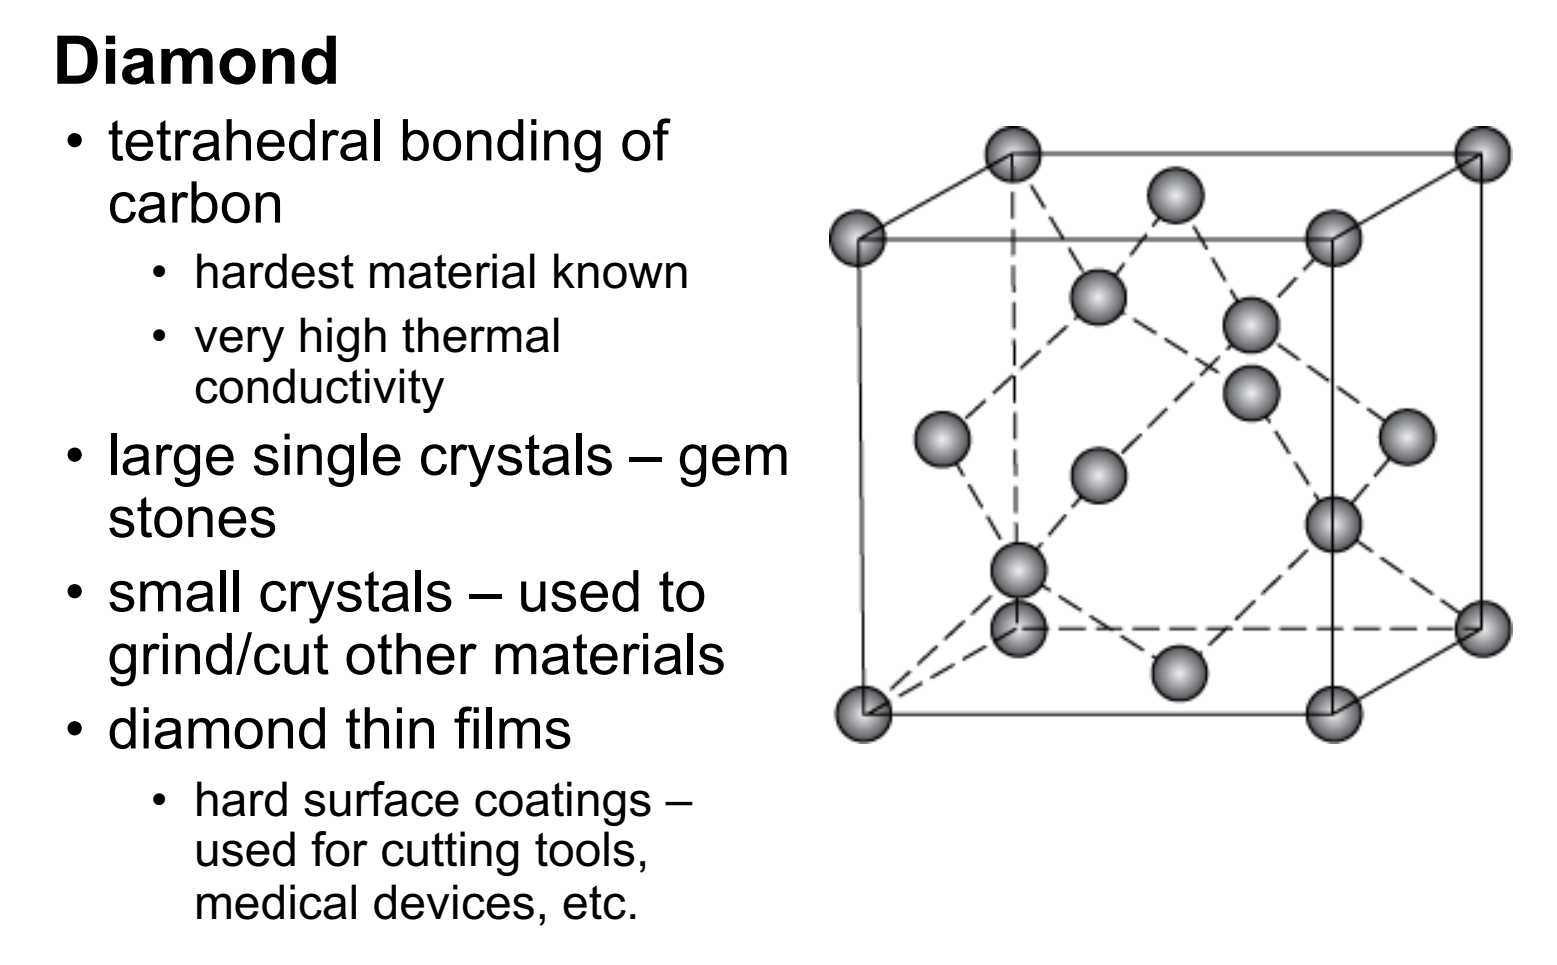 Diamond
• tetrahedral bonding of
carbon
• hardest material known
• very high thermal
conductivity
• large single crystals – gem
stones
• small crystals – used to
grind/cut other materials
• diamond thin films
• hard surface coatings –
used for cutting tools,
medical devices, etc.